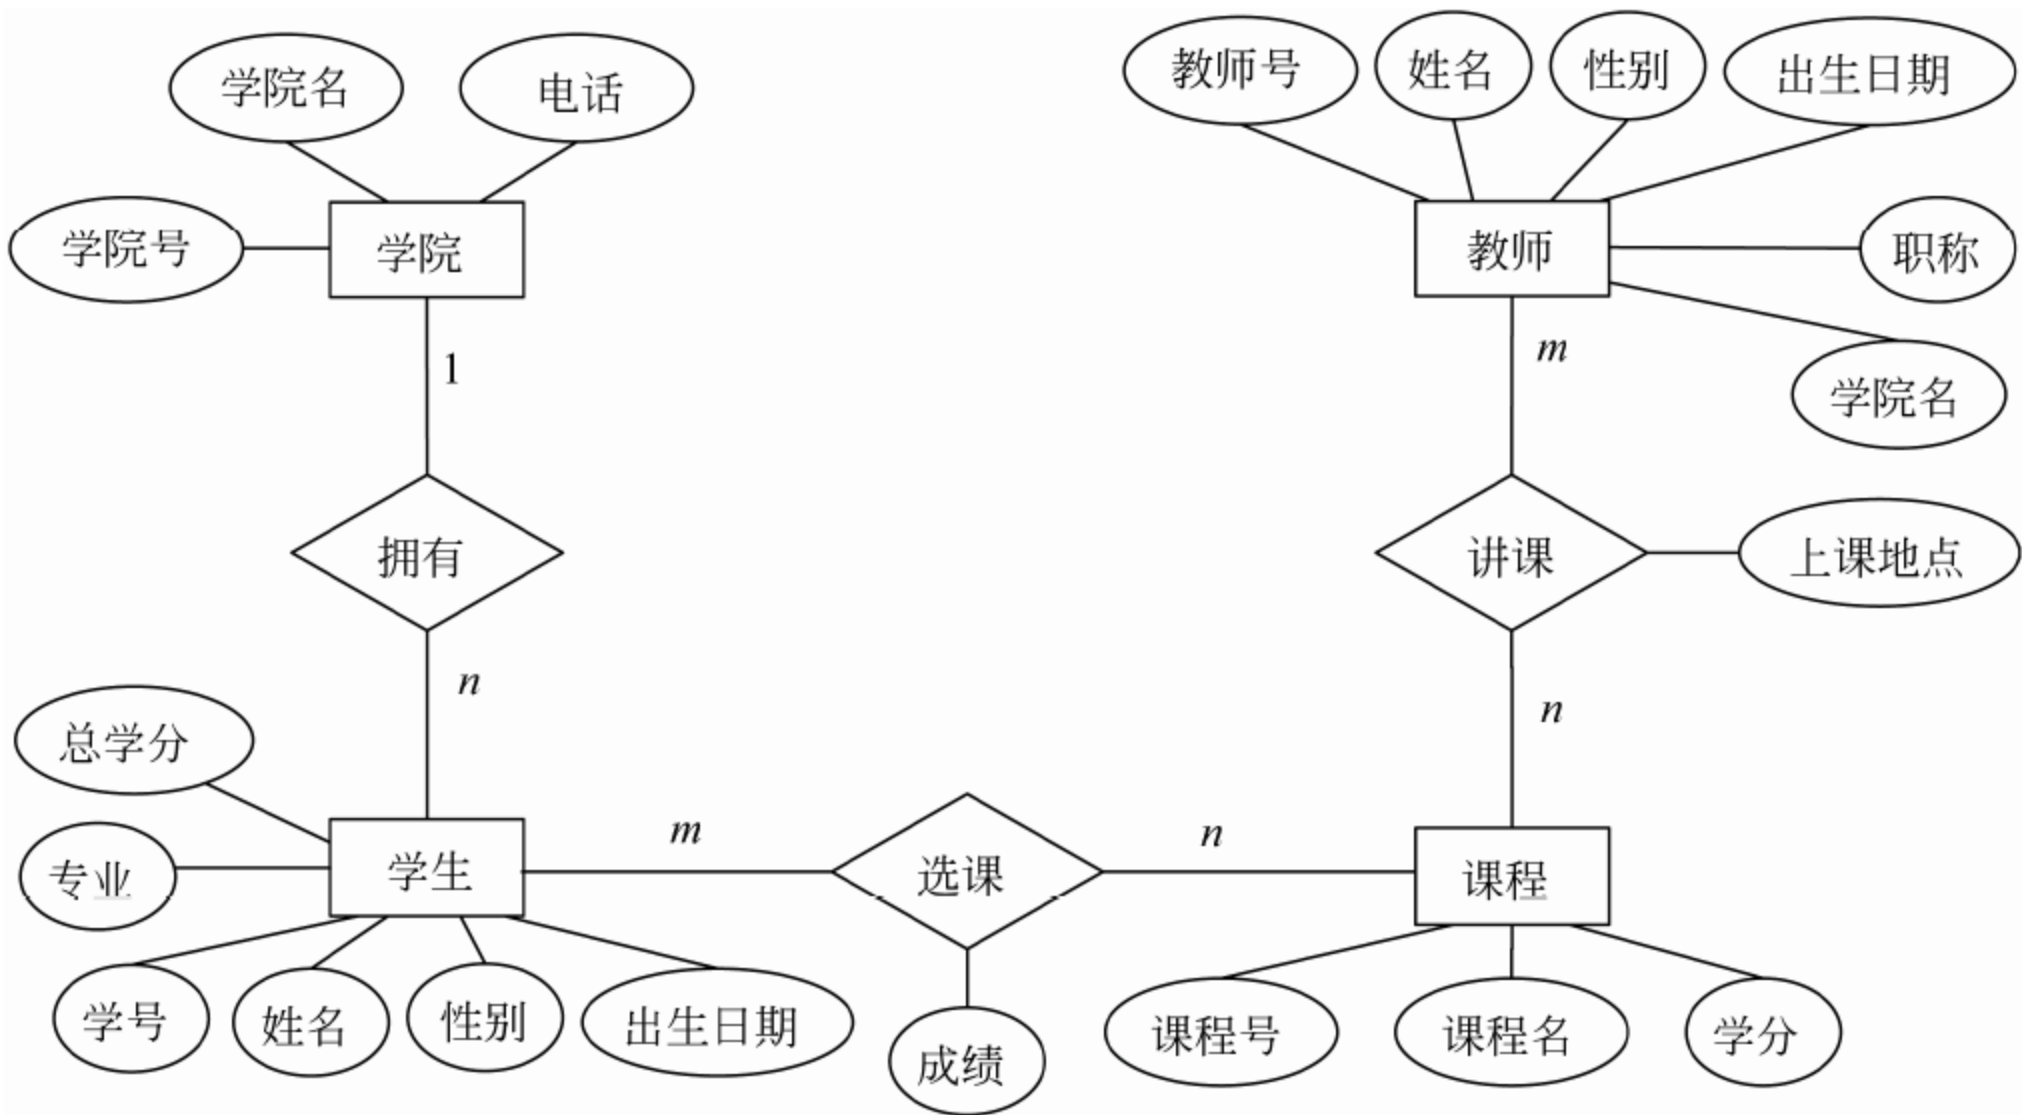 学院名
电话
学院号
学院
教师号
姓名
性别
出生日期
教师
职称
学院名
1
m
拥有
讲课
上课地点
n
n
总学分
专业
学生
m
选课
n
课程
学号
姓名
性别
出生日期
成绩
课程号
课程名
学分